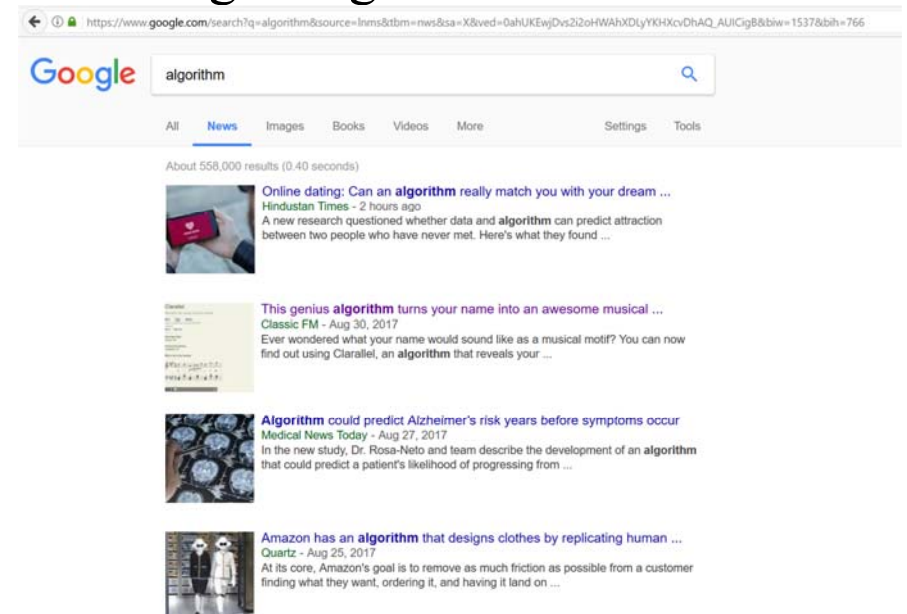 https://www.google.com/search?q=algorithm&source=lnms&tbm=nws&sa=X&ved=0ahUKEwjDvs2i2oHWAhXDLyYKHXcvDhAQ_AUICigB&biw=1537&bih=766
Google algorithm
All News Images Books Videos More Settings Tools
About 558,000 results (0.40 seconds)
Online dating: Can an algorithm really match you with your dream ...
Hindustan Times - 2 hours ago
A new research questioned whether data and algorithm can predict attraction
between two people who have never met. Here's what they found ...
This genius algorithm turns your name into an awesome musical ...
Classic FM - Aug 30, 2017
Ever wondered what your name would sound like as a musical motif? You can now
find out using Clarallel, an algorithm that reveals your ...
Clarallel
Algorithm could predict Alzheimer's risk years before symptoms occur
Medical News Today - Aug 27, 2017
In the new study, Dr. Rosa-Neto and team describe the development of an algorithm
that could predict a patient's likelihood of progressing from ...
Amazon has an algorithm that designs clothes by replicating human ...
Quartz - Aug 25, 2017
At its core, Amazon's goal is to remove as much friction as possible from a customer
finding what they want, ordering it, and having it land on ...